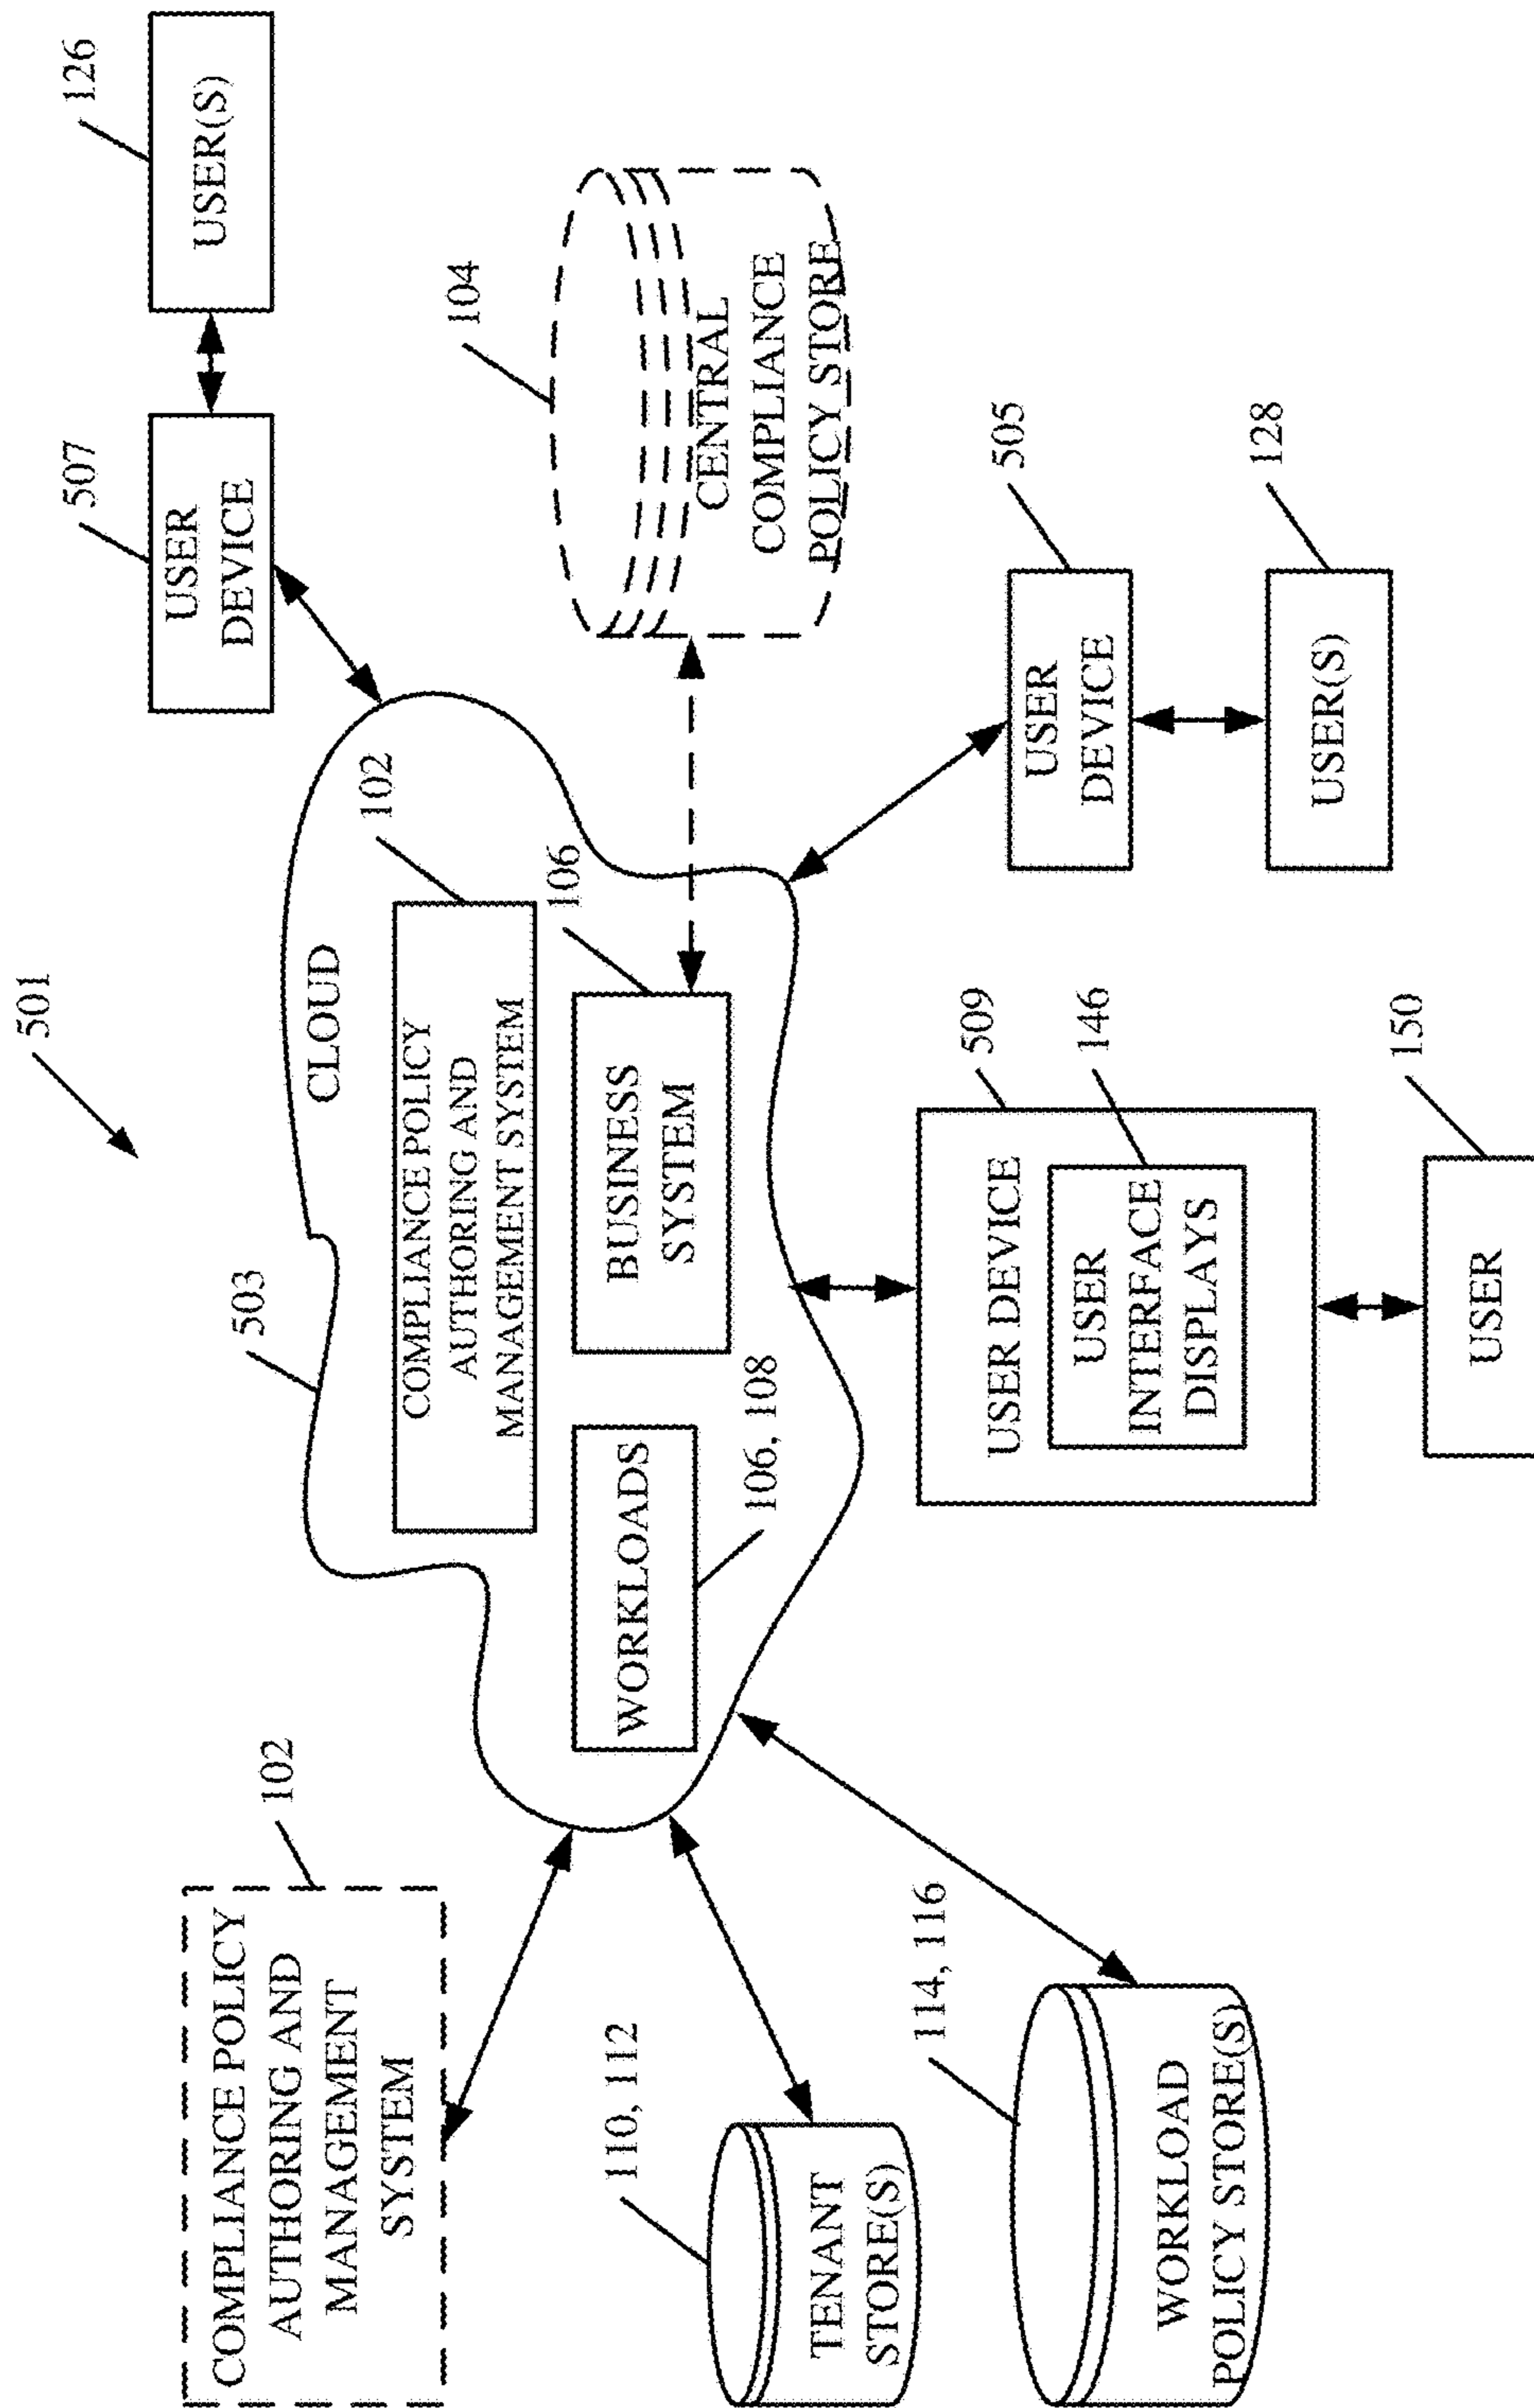 501
COMPLIANCE POLICY
AUTHORING AND
MANAGEMENT
SYSTEM
102
503
CLOUD
COMPLIANCE POLICY
AUTHORING AND
MANAGEMENT SYSTEM
102
507
USER
DEVICE
126
USER(S)
WORKLOADS
106, 108
BUSINESS
SYSTEM
106
104
CENTRAL
COMPLIANCE
POLICY STORE
110, 112
TENANT
STORE(S)
114, 116
WORKLOAD
POLICY STORE(S)
509
USER DEVICE
146
USER
INTERFACE
DISPLAYS
150
USER
505
USER
DEVICE
128
USER(S)